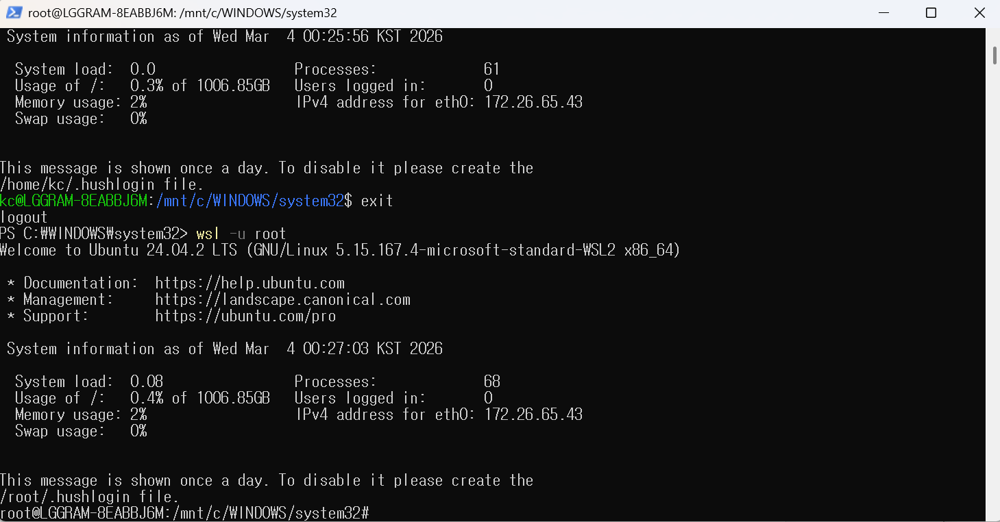 root@LGGRAM-8EABBJ6M: /mnt/c/WINDOWS/system32
System information as of Wed Mar  4 00:25:56 KST 2026
System load:  0.0                 Processes:             61
Usage of /:   0.3% of 1006.85GB   Users logged in:       0
Memory usage: 2%                  IPv4 address for eth0: 172.26.65.43
Swap usage:   0%
This message is shown once a day. To disable it please create the
/home/kc/.hushlogin file.
kc@LGGRAM-8EABBJ6M:/mnt/c/WINDOWS/system32$ exit
logout
PS C:₩WINDOWS₩system32> wsl -u root
Welcome to Ubuntu 24.04.2 LTS (GNU/Linux 5.15.167.4-microsoft-standard-WSL2 x86_64)
* Documentation:  https://help.ubuntu.com
* Management:     https://landscape.canonical.com
* Support:        https://ubuntu.com/pro
System information as of Wed Mar  4 00:27:03 KST 2026
System load:  0.08                Processes:             68
Usage of /:   0.4% of 1006.85GB   Users logged in:       0
Memory usage: 2%                  IPv4 address for eth0: 172.26.65.43
Swap usage:   0%
This message is shown once a day. To disable it please create the
/root/.hushlogin file.
root@LGGRAM-8EABBJ6M:/mnt/c/WINDOWS/system32#